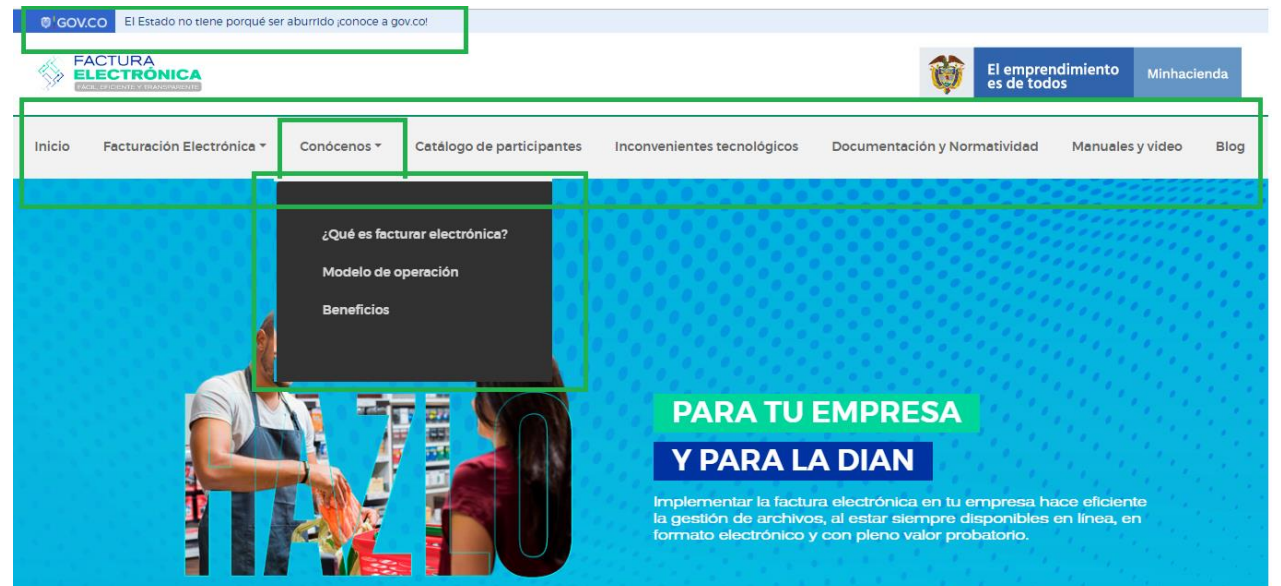 GOV.CO El Estado no tiene porqué ser aburrido ¡conoce a gov.co!
FACTURA
ELECTRÓNICA
FÁCIL, EFICIENTE Y TRANSPARENTE
El emprendimiento
es de todos
Minhacienda
Inicio Facturación Electrónica Conócenos Catálogo de participantes Inconvenientes tecnológicos Documentación y Normatividad Manuales y video Blog
¿Qué es facturar electrónica?
Modelo de operación
Beneficios
HAZLO
PARA TU EMPRESA
Y PARA LA DIAN
Implementar la factura electrónica en tu empresa hace eficiente
la gestión de archivos, al estar siempre disponibles en línea, en
formato electrónico y con pleno valor probatorio.